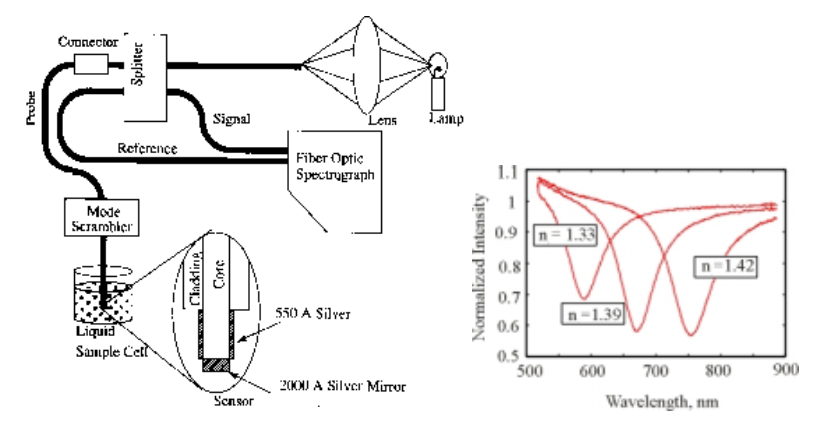 Connector
Splitter
Probe
Signal
Lens
Lamp
Reference
Fiber Optic
Spectrograph
Mode
Scrambler
Liquid
Sample Cell
Cladding
Core
550 A Silver
2000 A Silver Mirror
Sensor
Normalized Intensity
1.1
1
0.9
0.8
0.7
0.6
0.5
n = 1.33
n =1.42
n =1.39
500
600
700
800
900
Wavelength, nm